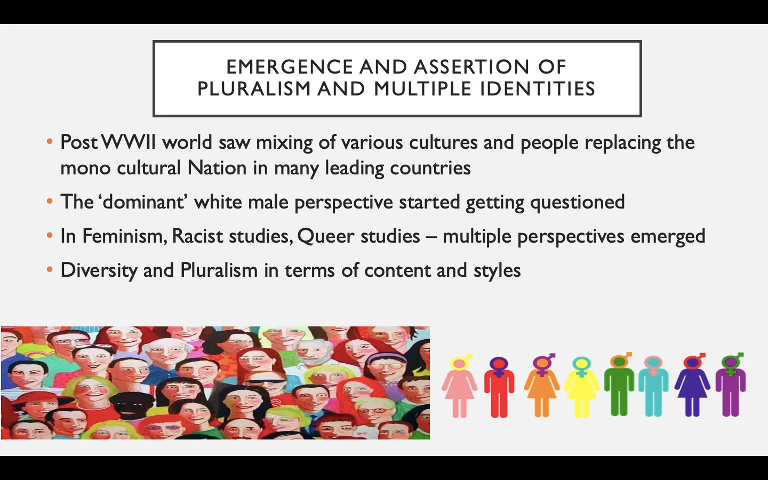 EMERGENCE AND ASSERTION OF
PLURALISM AND MULTIPLE IDENTITIES
• Post WWII world saw mixing of various cultures and people replacing the
mono cultural Nation in many leading countries
• The ‘dominant’ white male perspective started getting questioned
• In Feminism, Racist studies, Queer studies – multiple perspectives emerged
• Diversity and Pluralism in terms of content and styles